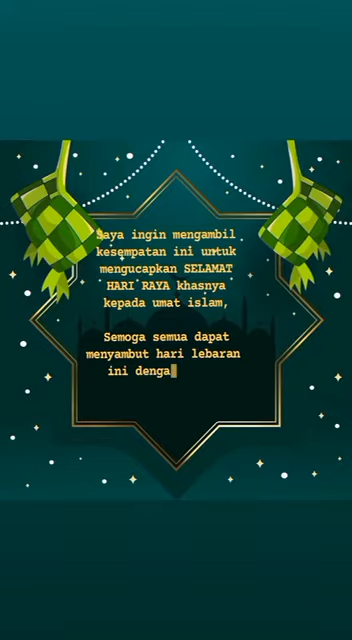 Saya ingin mengambil
kesempatan ini untuk
mengucapkan SELAMAT
HARI RAYA khasnya
kepada umat islam,
Semoga semua dapat
menyambut hari lebaran
ini denga